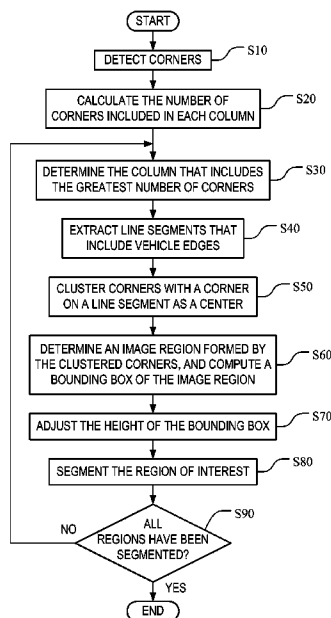 START
DETECT CORNERS
S10
CALCULATE THE NUMBER OF
CORNERS INCLUDED IN EACH COLUMN
S20
DETERMINE THE COLUMN THAT INCLUDES
THE GREATEST NUMBER OF CORNERS
S30
EXTRACT LINE SEGMENTS THAT
INCLUDE VEHICLE EDGES
S40
CLUSTER CORNERS WITH A CORNER
ON A LINE SEGMENT AS A CENTER
S50
DETERMINE AN IMAGE REGION FORMED BY
THE CLUSTERED CORNERS, AND COMPUTE A
BOUNDING BOX OF THE IMAGE REGION
S60
ADJUST THE HEIGHT OF THE BOUNDING BOX
S70
SEGMENT THE REGION OF INTEREST
S80
ALL
REGIONS HAVE BEEN
SEGMENTED?
S90
NO
YES
END